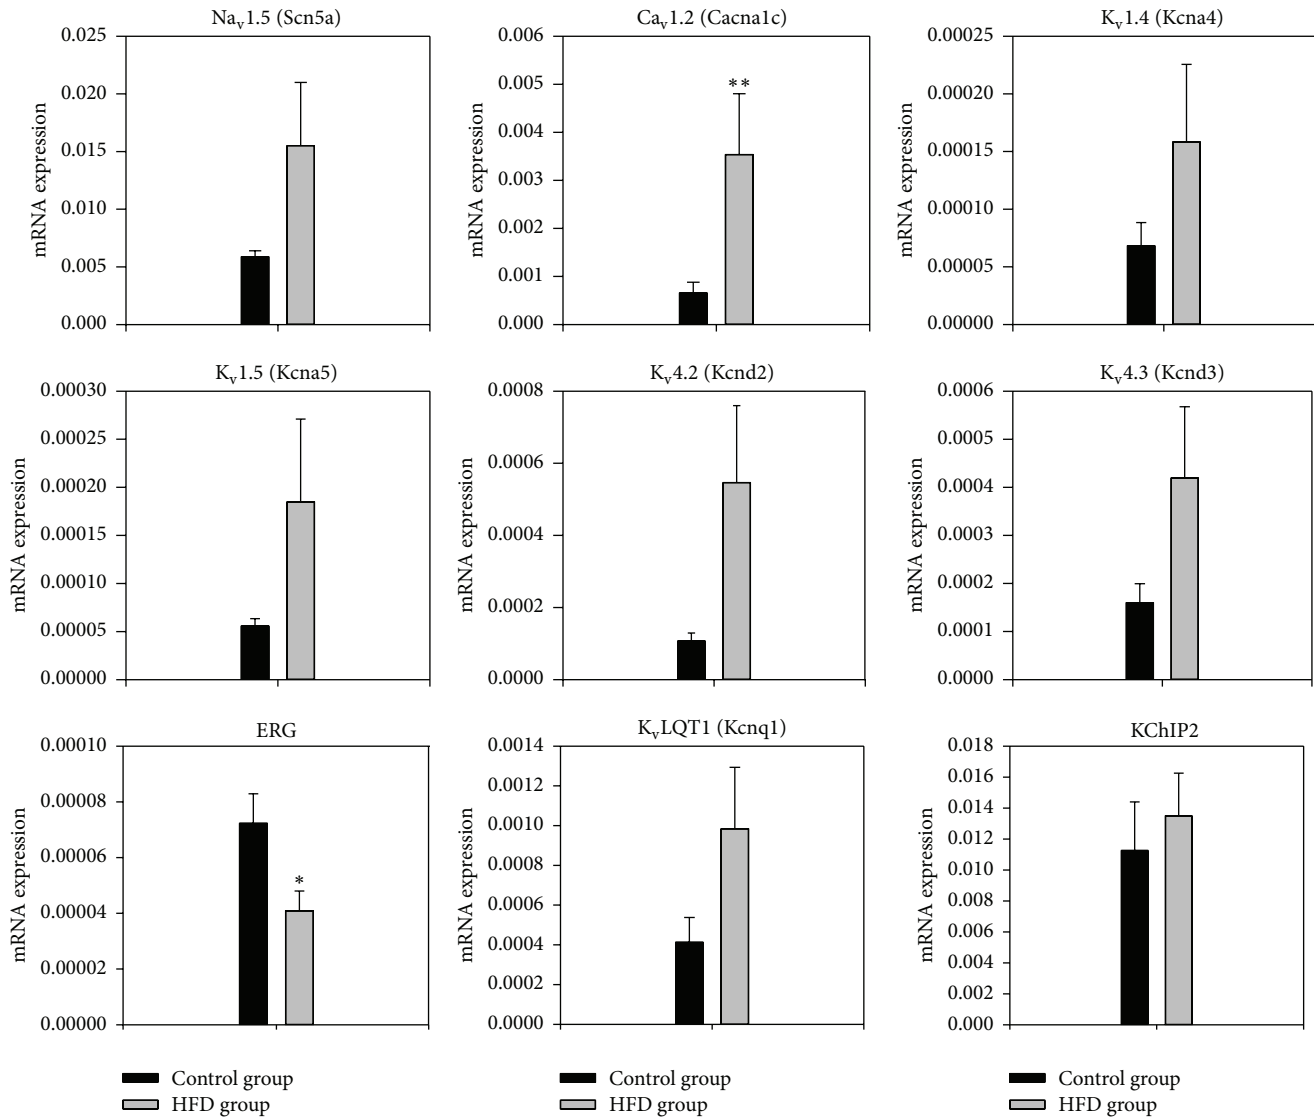 Nav1.5 (Scn5a)
mRNA expression
0.025
0.020
0.015
0.010
0.005
0.000
Cav1.2 (Cacna1c)
mRNA expression
0.006
0.005
0.004
0.003
0.002
0.001
0.000
**
Kv1.4 (Kcna4)
mRNA expression
0.00025
0.00020
0.00015
0.00010
0.00005
0.00000
Kv1.5 (Kcna5)
mRNA expression
0.00030
0.00025
0.00020
0.00015
0.00010
0.00005
0.00000
Kv4.2 (Kcnd2)
mRNA expression
0.0008
0.0006
0.0004
0.0002
0.0000
Kv4.3 (Kcnd3)
mRNA expression
0.0006
0.0005
0.0004
0.0003
0.0002
0.0001
0.0000
ERG
mRNA expression
0.00010
0.00008
0.00006
0.00004
0.00002
0.00000
*
KvLQT1 (Kcnq1)
mRNA expression
0.0014
0.0012
0.0010
0.0008
0.0006
0.0004
0.0002
0.0000
KChIP2
mRNA expression
0.018
0.016
0.014
0.012
0.010
0.008
0.006
0.004
0.002
0.000
Control group
HFD group
Control group
HFD group
Control group
HFD group